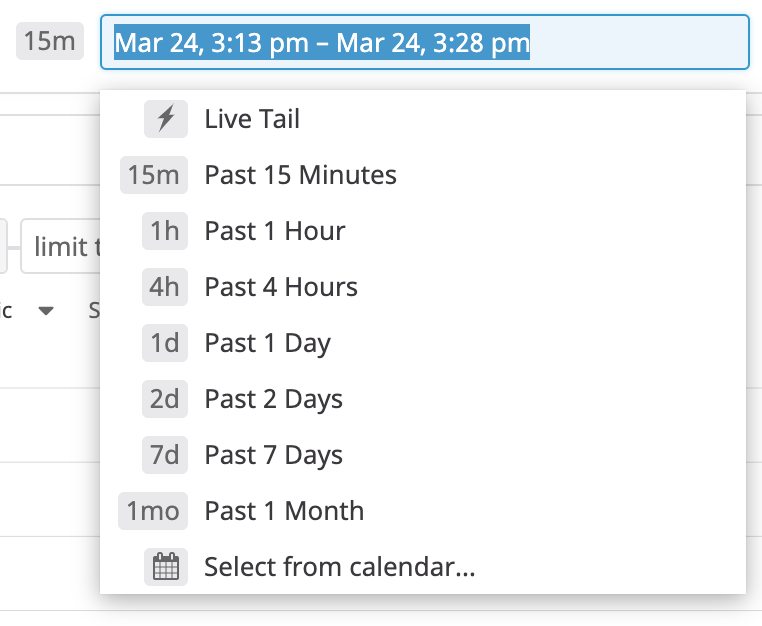 15m Mar 24, 3:13 pm – Mar 24, 3:28 pm
Live Tail
15m Past 15 Minutes
1h Past 1 Hour
limit t
4h Past 4 Hours
ic S
1d Past 1 Day
2d Past 2 Days
7d Past 7 Days
1mo Past 1 Month
Select from calendar...